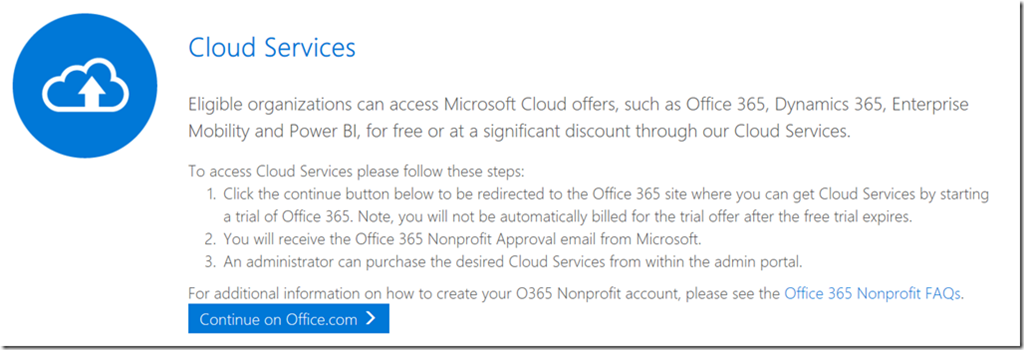 Cloud Services
Eligible organizations can access Microsoft Cloud offers, such as Office 365, Dynamics 365, Enterprise
Mobility and Power BI, for free or at a significant discount through our Cloud Services.
To access Cloud Services please follow these steps:
1. Click the continue button below to be redirected to the Office 365 site where you can get Cloud Services by starting
a trial of Office 365. Note, you will not be automatically billed for the trial offer after the free trial expires.
2. You will receive the Office 365 Nonprofit Approval email from Microsoft.
3. An administrator can purchase the desired Cloud Services from within the admin portal.
For additional information on how to create your O365 Nonprofit account, please see the Office 365 Nonprofit FAQs.
Continue on Office.com